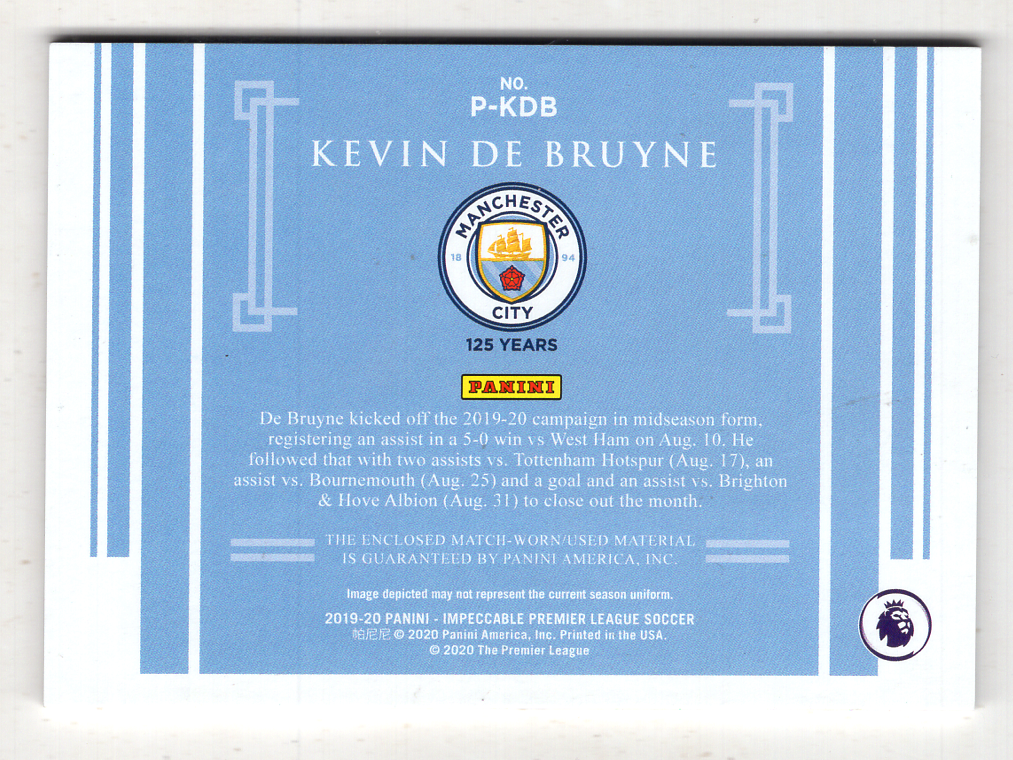 NO.
P-KDB
KEVIN DE BRUYNE
MANCHESTER
18 94
CITY
125 YEARS
PANINI
De Bruyne kicked off the 2019-20 campaign in midseason form,
registering an assist in a 5-0 win vs West Ham on Aug. 10. He
followed that with two assists vs. Tottenham Hotspur (Aug. 17), an
assist vs. Bournemouth (Aug. 25) and a goal and an assist vs. Brighton
& Hove Albion (Aug. 31) to close out the month.
THE ENCLOSED MATCH-WORN/USED MATERIAL
IS GUARANTEED BY PANINI AMERICA, INC.
Image depicted may not represent the current season uniform.
2019-20 PANINI - IMPECCABLE PREMIER LEAGUE SOCCER
帕尼尼 © 2020 Panini America, Inc. Printed in the USA.
© 2020 The Premier League